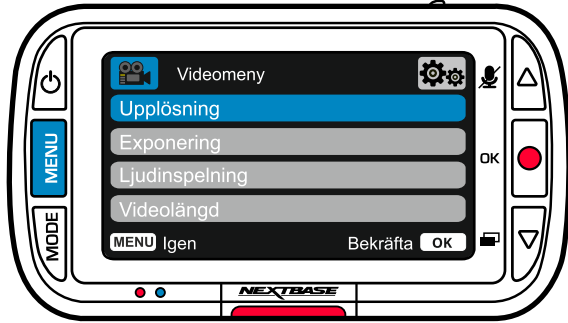 Videomeny
Upplösning
Exponering
Ljudinspelning
Videolängd
MENU Igen
Bekräfta OK
MENU
MODE
OK
NEXTBASE